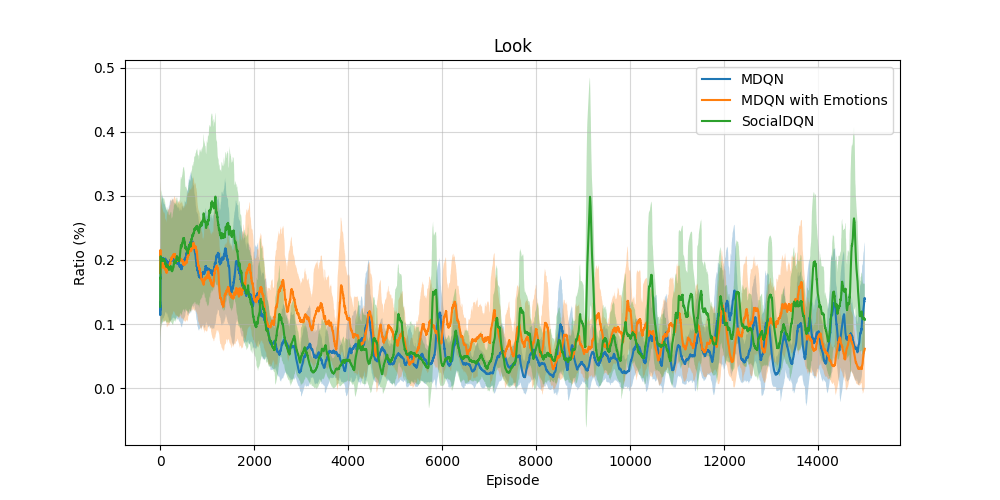 Look
0.5
0.4
0.3
0.2
0.1
0.0
Ratio (%)
MDQN
MDQN with Emotions
SocialDQN
0 2000 4000 6000 8000 10000 12000 14000
Episode